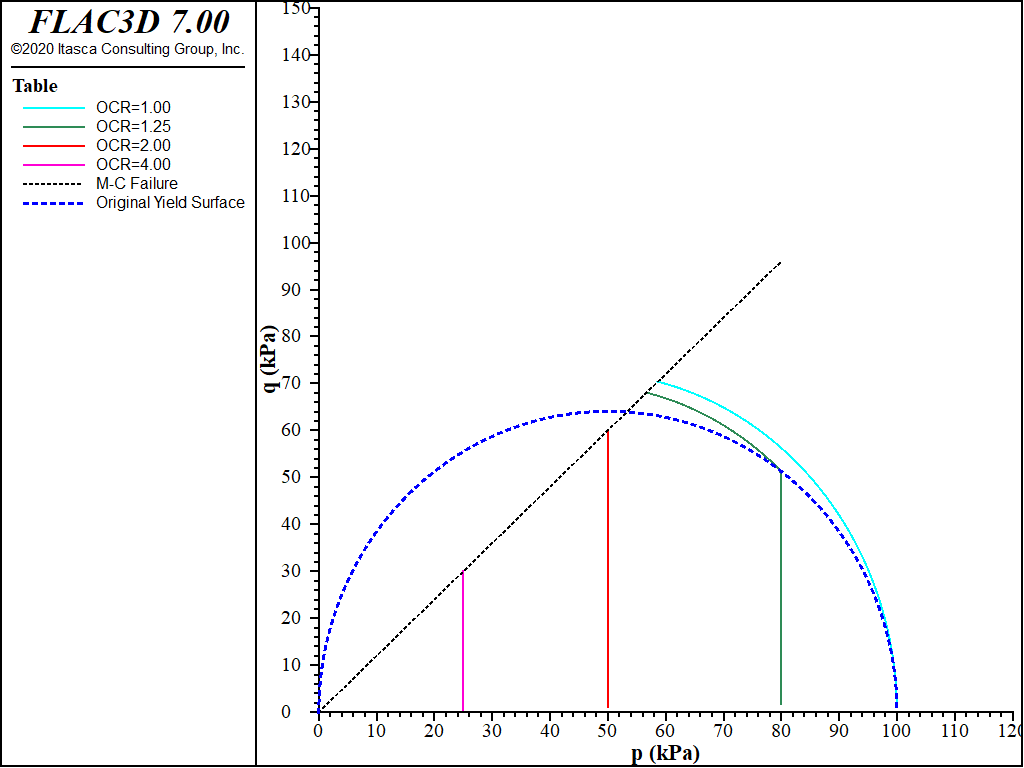 FLAC3D 7.00
©2020 Itasca Consulting Group, Inc.
Table
OCR=1.00
OCR=1.25
OCR=2.00
OCR=4.00
M-C Failure
Original Yield Surface
150
140
130
120
110
100
90
80
70
60
50
40
30
20
10
0
q (kPa)
0 10 20 30 40 50 60 70 80 90 100 110 120
p (kPa)